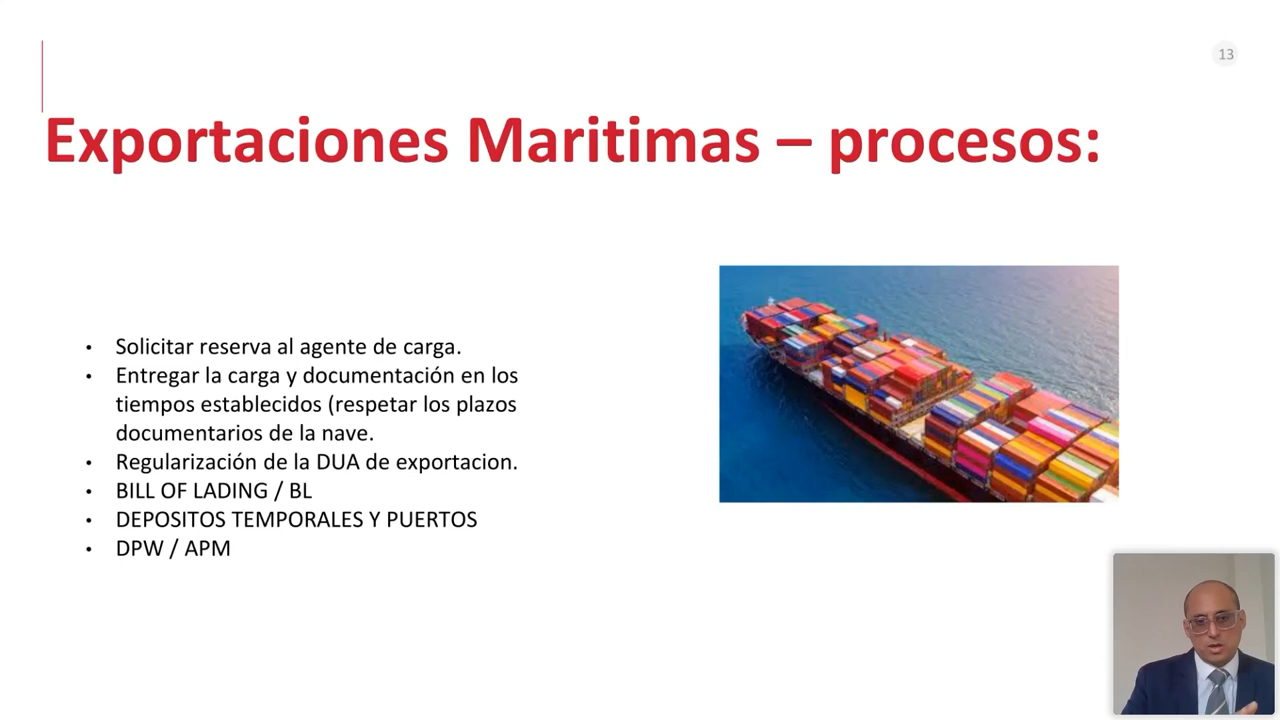 13
Exportaciones Maritimas – procesos:
• Solicitar reserva al agente de carga.
• Entregar la carga y documentación en los
tiempos establecidos (respetar los plazos
documentarios de la nave.
• Regularización de la DUA de exportacion.
• BILL OF LADING / BL
• DEPOSITOS TEMPORALES Y PUERTOS
• DPW / APM